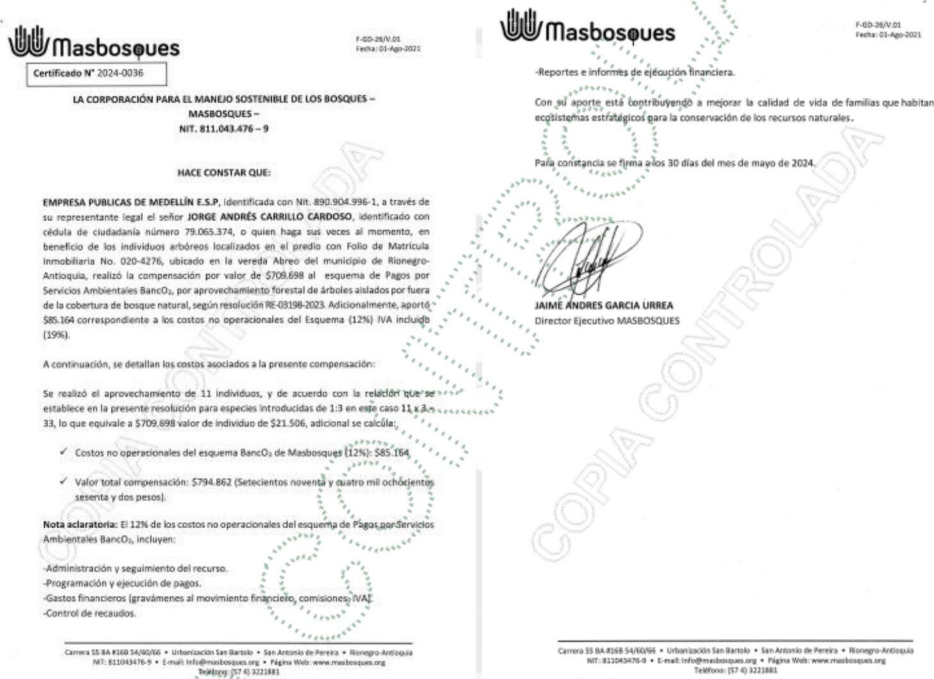 Masbosques
F-GD-26/V.01
Fecha: 01-Ago-2021
Certificado N° 2024-0036
LA CORPORACIÓN PARA EL MANEJO SOSTENIBLE DE LOS BOSQUES –
MASBOSQUES –
NIT. 811.043.476 – 9
HACE CONSTAR QUE:
EMPRESA PUBLICAS DE MEDELLÍN E.S.P, identificada con Nit. 890.904.996-1, a través de
su representante legal el señor JORGE ANDRÉS CARRILLO CARDOSO, identificado con
cédula de ciudadanía número 79.065.374, o quien haga sus veces al momento, en
beneficio de los individuos arbóreos localizados en el predio con Folio de Matricula
Inmobiliaria No. 020-4276, ubicado en la vereda Abreo del municipio de Rionegro-
Antioquia, realizó la compensación por valor de $709.698 al esquema de Pagos por
Servicios Ambientales BancO₂, por aprovechamiento forestal de árboles aislados por fuera
de la cobertura de bosque natural, según resolución RE-03198-2023. Adicionalmente, aportó
$85.164 correspondiente a los costos no operacionales del Esquema (12%) IVA incluido
(19%).
A continuación, se detallan los costos asociados a la presente compensación:
Se realizó el aprovechamiento de 11 individuos, y de acuerdo con la relación que se
establece en la presente resolución para especies introducidas de 1:3 en este caso 11 x 3 =
33, lo que equivale a $709.698 valor de individuo de $21.506, adicional se calcula:
✓ Costos no operacionales del esquema BancO₂ de Masbosques (12%): $85.164
✓ Valor total compensación: $794.862 (Setecientos noventa y cuatro mil ochocientos
sesenta y dos pesos).
Nota aclaratoria: El 12% de los costos no operacionales del esquema de Pagos por Servicios
Ambientales BancO₂, incluyen:
-Administración y seguimiento del recurso.
-Programación y ejecución de pagos.
-Gastos financieros (gravámenes al movimiento financiero, comisiones, IVA).
-Control de recaudos.
Carrera 55 BA #16B 54/60/66 • Urbanización San Bartolo • San Antonio de Pereira • Rionegro-Antioquia
NIT: 811043476-9 • E-mail: info@masbosques.org • Página Web: www.masbosques.org
Teléfono: (57 4) 3221881
COPIA CONTROLADA
CONTROL
Masbosques
F-GD-26/V.01
Fecha: 01-Ago-2021
-Reportes e informes de ejecución financiera.
Con su aporte está contribuyendo a mejorar la calidad de vida de familias que habitan
ecosistemas estratégicos para la conservación de los recursos naturales.
Para constancia se firma a los 30 días del mes de mayo de 2024.
JAIME ANDRES GARCIA URREA
Director Ejecutivo MASBOSQUES
COPIA CONTROLADA
Carrera 55 BA #16B 54/60/66 • Urbanización San Bartolo • San Antonio de Pereira • Rionegro-Antioquia
NIT: 811043476-9 • E-mail: info@masbosques.org • Página Web: www.masbosques.org
Teléfono: (57 4) 3221881